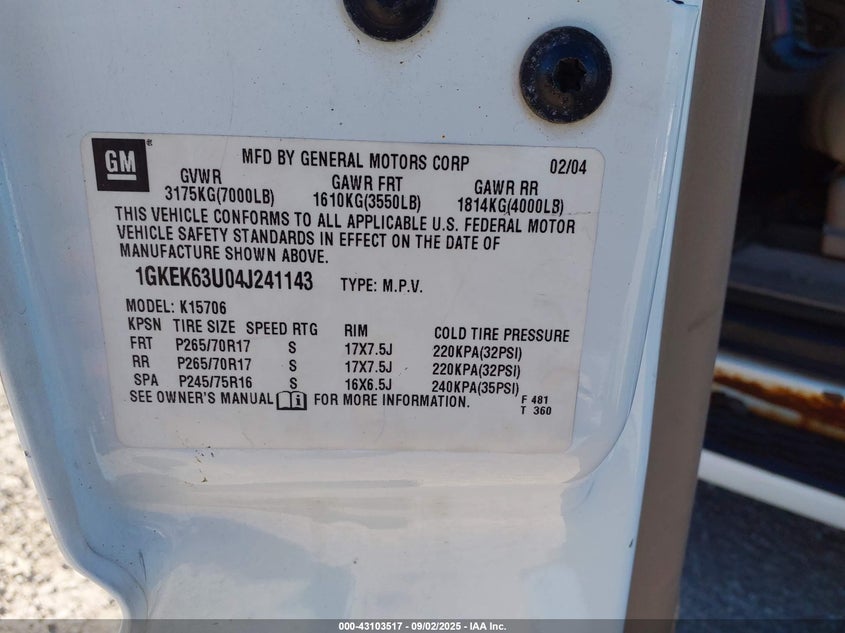 GM
MFD BY GENERAL MOTORS CORP 02/04
GVWR GAWR FRT GAWR RR
3175KG(7000LB) 1610KG(3550LB) 1814KG(4000LB)
THIS VEHICLE CONFORMS TO ALL APPLICABLE U.S. FEDERAL MOTOR
VEHICLE SAFETY STANDARDS IN EFFECT ON THE DATE OF
MANUFACTURE SHOWN ABOVE.
1GKEK63U04J241143 TYPE: M.P.V.
MODEL: K15706
KPSN TIRE SIZE SPEED RTG RIM COLD TIRE PRESSURE
FRT P265/70R17 S 17X7.5J 220KPA(32PSI)
RR P265/70R17 S 17X7.5J 220KPA(32PSI)
SPA P245/75R16 S 16X6.5J 240KPA(35PSI)
SEE OWNER'S MANUAL FOR MORE INFORMATION.
F 481
T 360
000-43103517 - 09/02/2025 - IAA Inc.